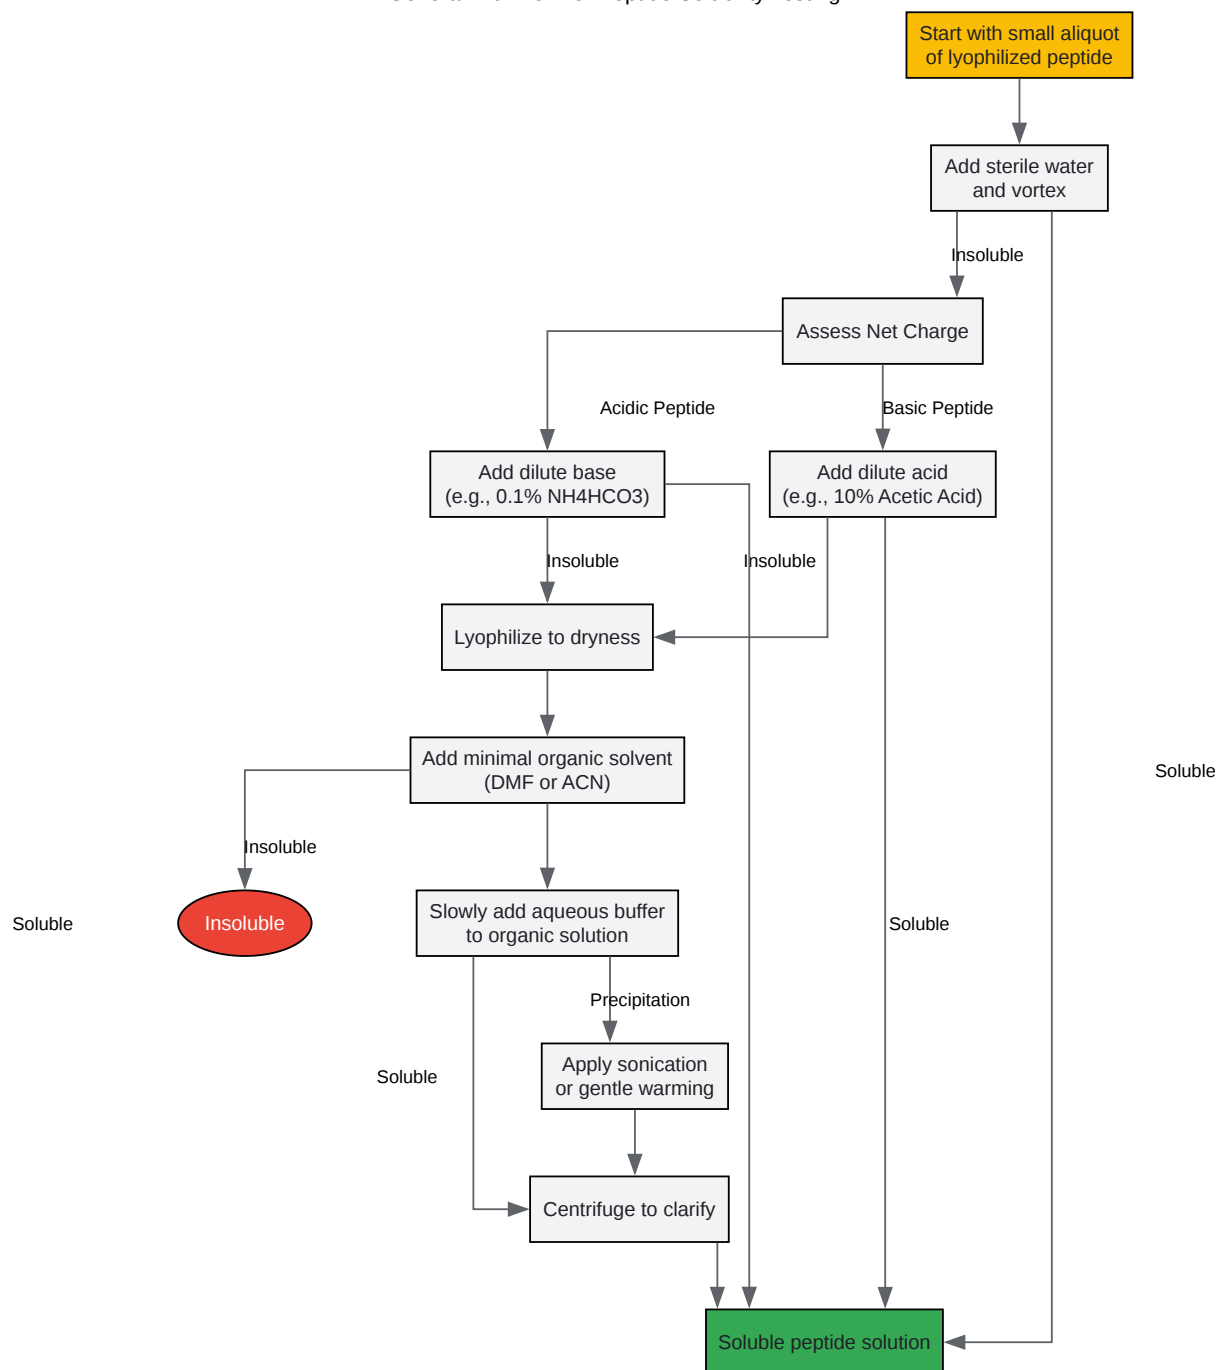 Start with small aliquot
of lyophilized peptide
Add sterile water
and vortex
Insoluble
Assess Net Charge
Acidic Peptide
Basic Peptide
Add dilute base
(e.g., 0.1% NH4HCO3)
Add dilute acid
(e.g., 10% Acetic Acid)
Insoluble
Insoluble
Lyophilize to dryness
Add minimal organic solvent
(DMF or ACN)
Soluble
Insoluble
Soluble
Insoluble
Slowly add aqueous buffer
to organic solution
Soluble
Precipitation
Soluble
Apply sonication
or gentle warming
Centrifuge to clarify
Soluble peptide solution